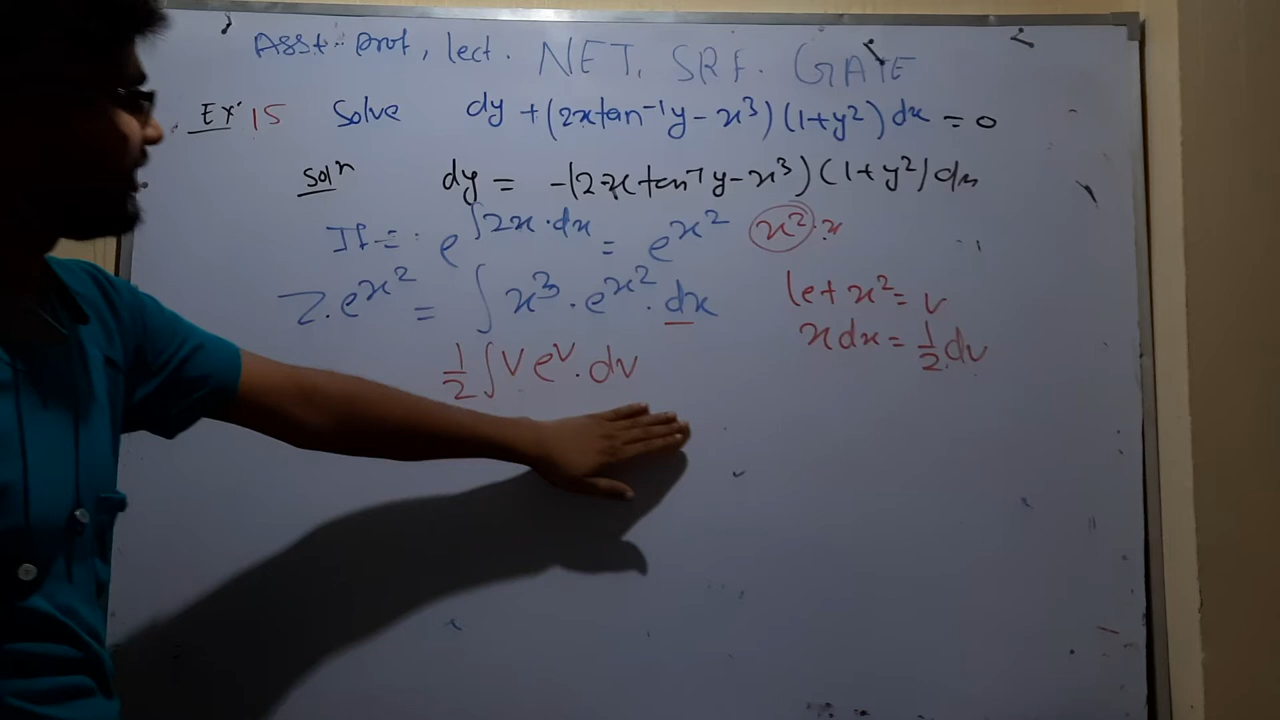 Asst. Prof, lect. NET, SRF. GATE
Ex: 15 Solve dy + (2x tan⁻¹y - x³)(1+y²) dx = 0
Solⁿ dy = -(2x tan⁻¹y - x³)(1+y²) dx
If = e^∫2x·dx = e^x² x²·x
Z·e^x² = ∫x³·e^x²·dx let x² = v
x dx = 1/2 dv
1/2 ∫v e^v·dv